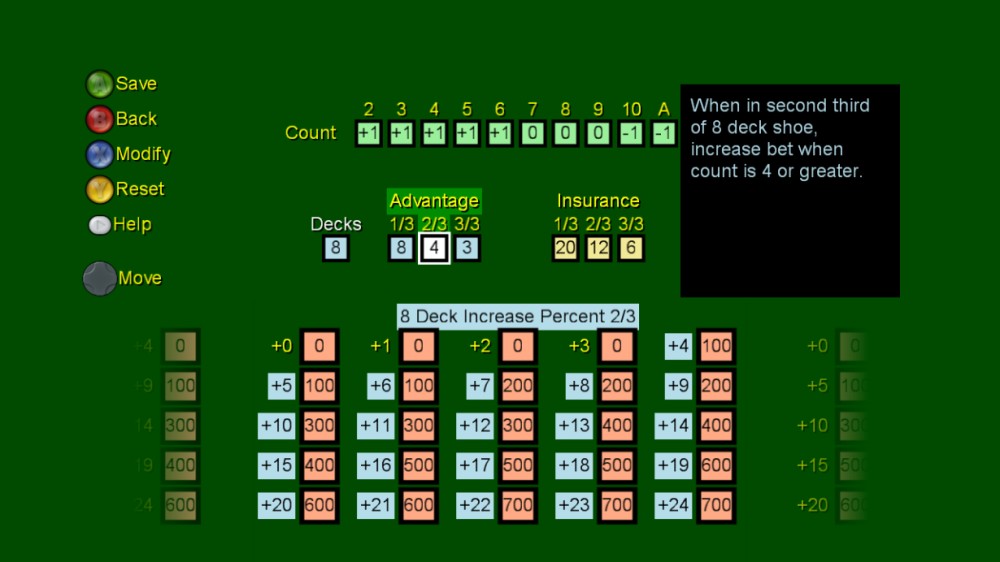 Save
Back
Modify
Reset
Help
Move
2 3 4 5 6 7 8 9 10 A
Count +1 +1 +1 +1 +1 0 0 0 -1 -1
When in second third
of 8 deck shoe,
increase bet when
count is 4 or greater.
Advantage Insurance
Decks 1/3 2/3 3/3 1/3 2/3 3/3
8 8 4 3 20 12 6
8 Deck Increase Percent 2/3
+4 0 +0 0 +1 0 +2 0 +3 0 +4 100 +0 0
+9 100 +5 100 +6 100 +7 200 +8 200 +9 200 +5
14 300 +10 300 +11 300 +12 300 +13 400 +14 400 +10
19 400 +15 400 +16 500 +17 500 +18 500 +19 600 +15
24 600 +20 600 +21 600 +22 700 +23 700 +24 700 +20